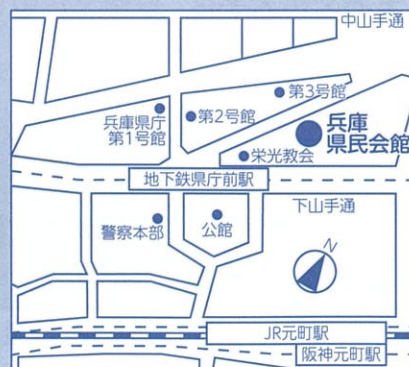 中山手通
第3号館
兵庫県庁
第1号館
第2号館
兵庫
県民会館
栄光教会
地下鉄県庁前駅
下山手通
警察本部
公館
N
JR元町駅
阪神元町駅